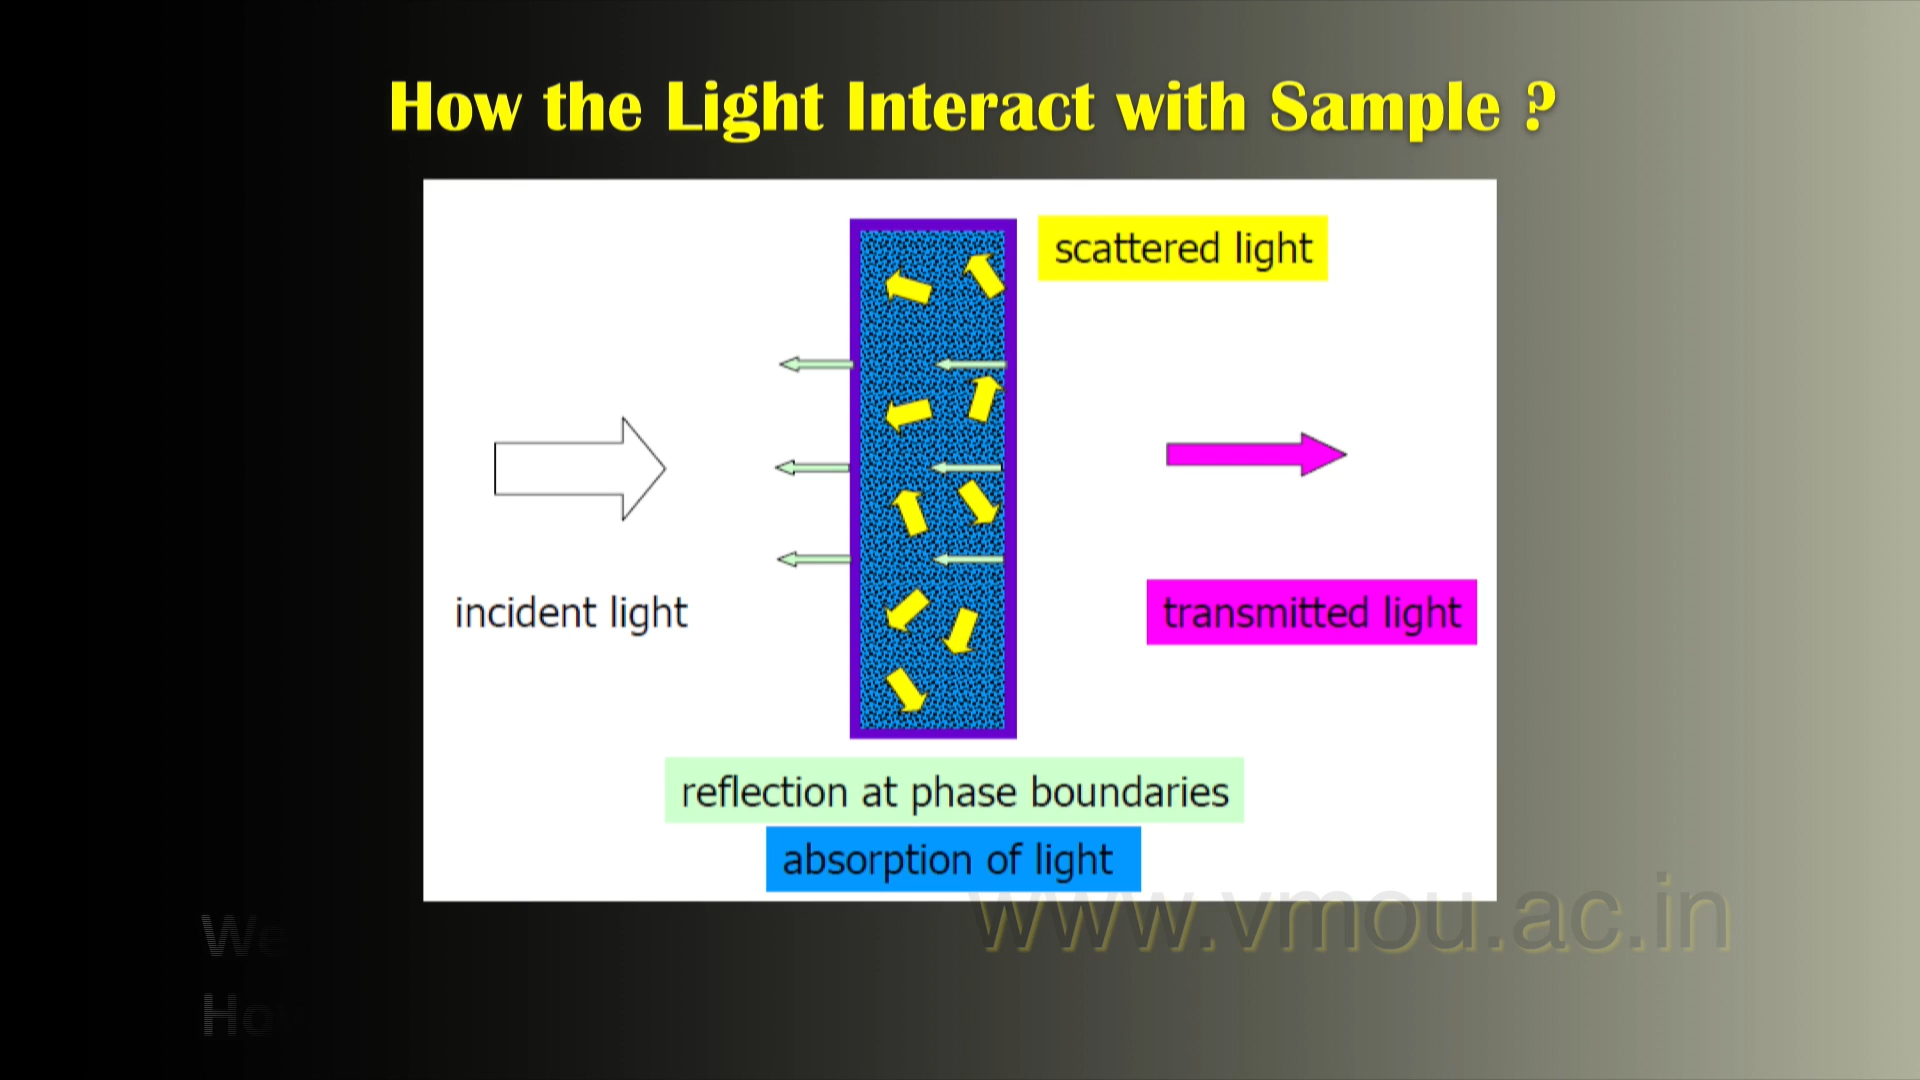 How the Light Interact with Sample ?
scattered light
incident light
transmitted light
reflection at phase boundaries
absorption of light
www.vmou.ac.in